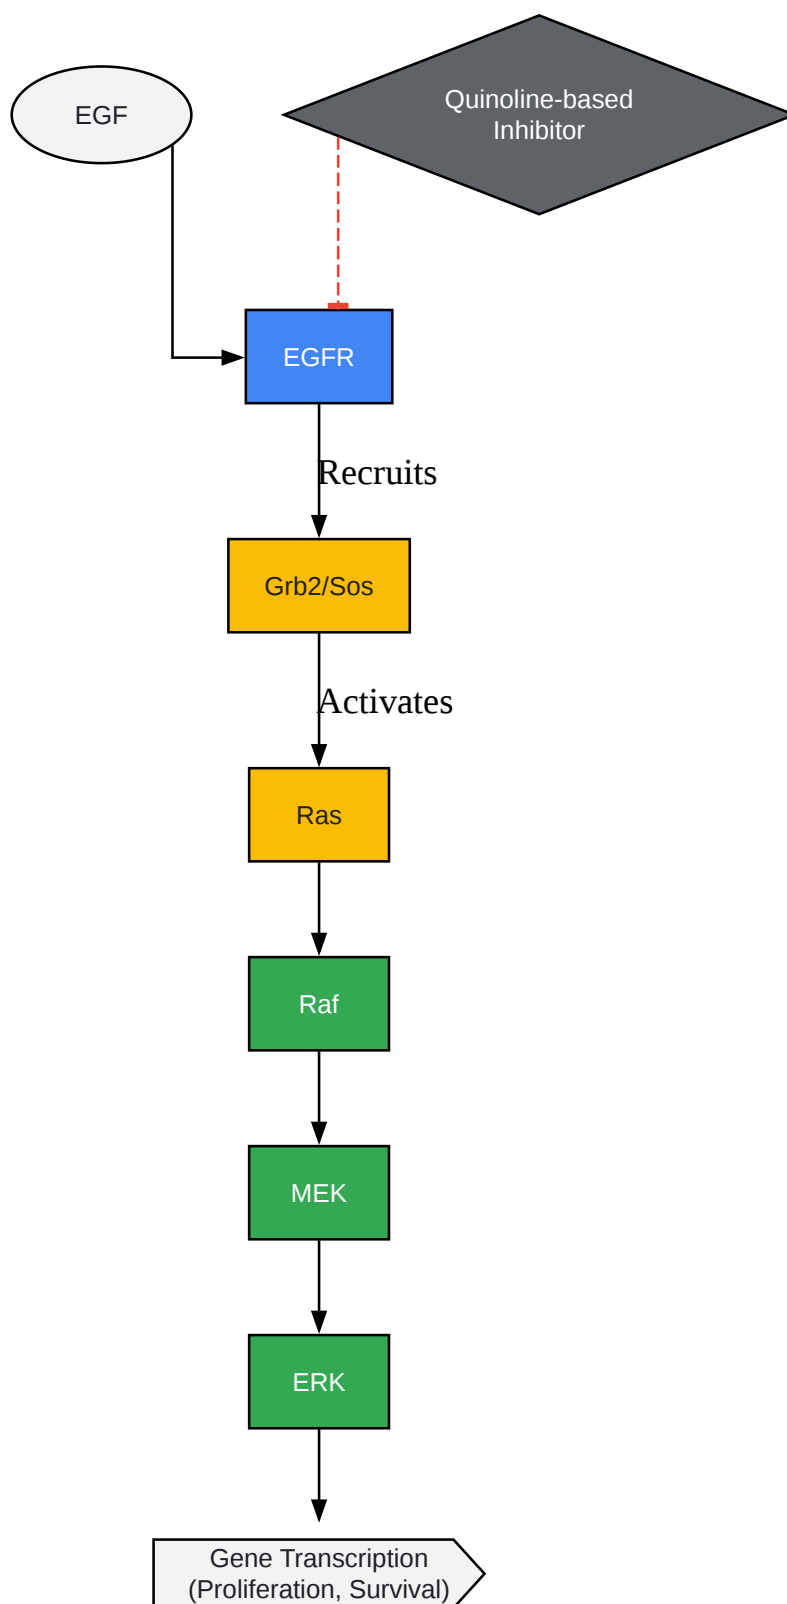 EGF
Quinoline-based
Inhibitor
EGFR
Recruits
Grb2/Sos
Activates
Ras
Raf
MEK
ERK
Gene Transcription
(Proliferation, Survival)